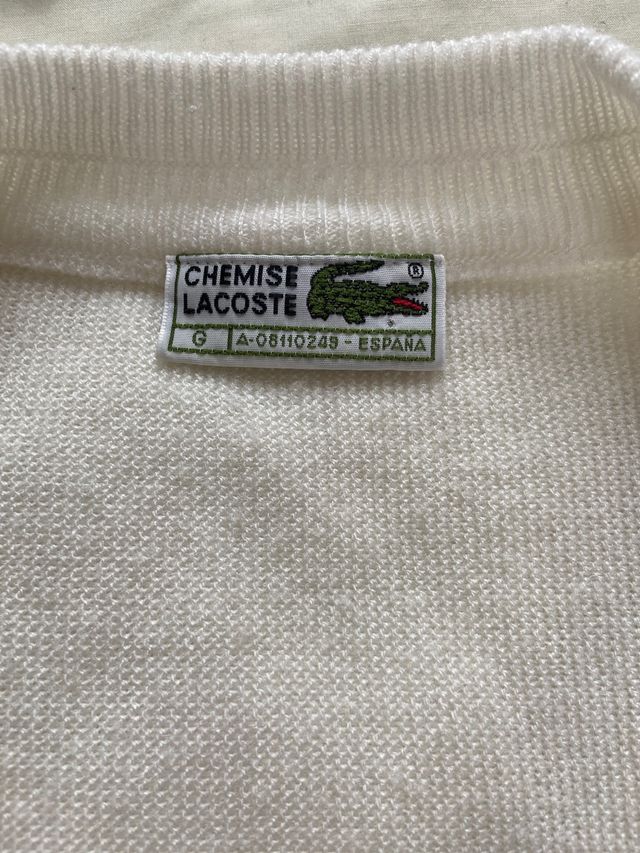 CHEMISE
LACOSTE ®
G A-08110249 - ESPAÑA